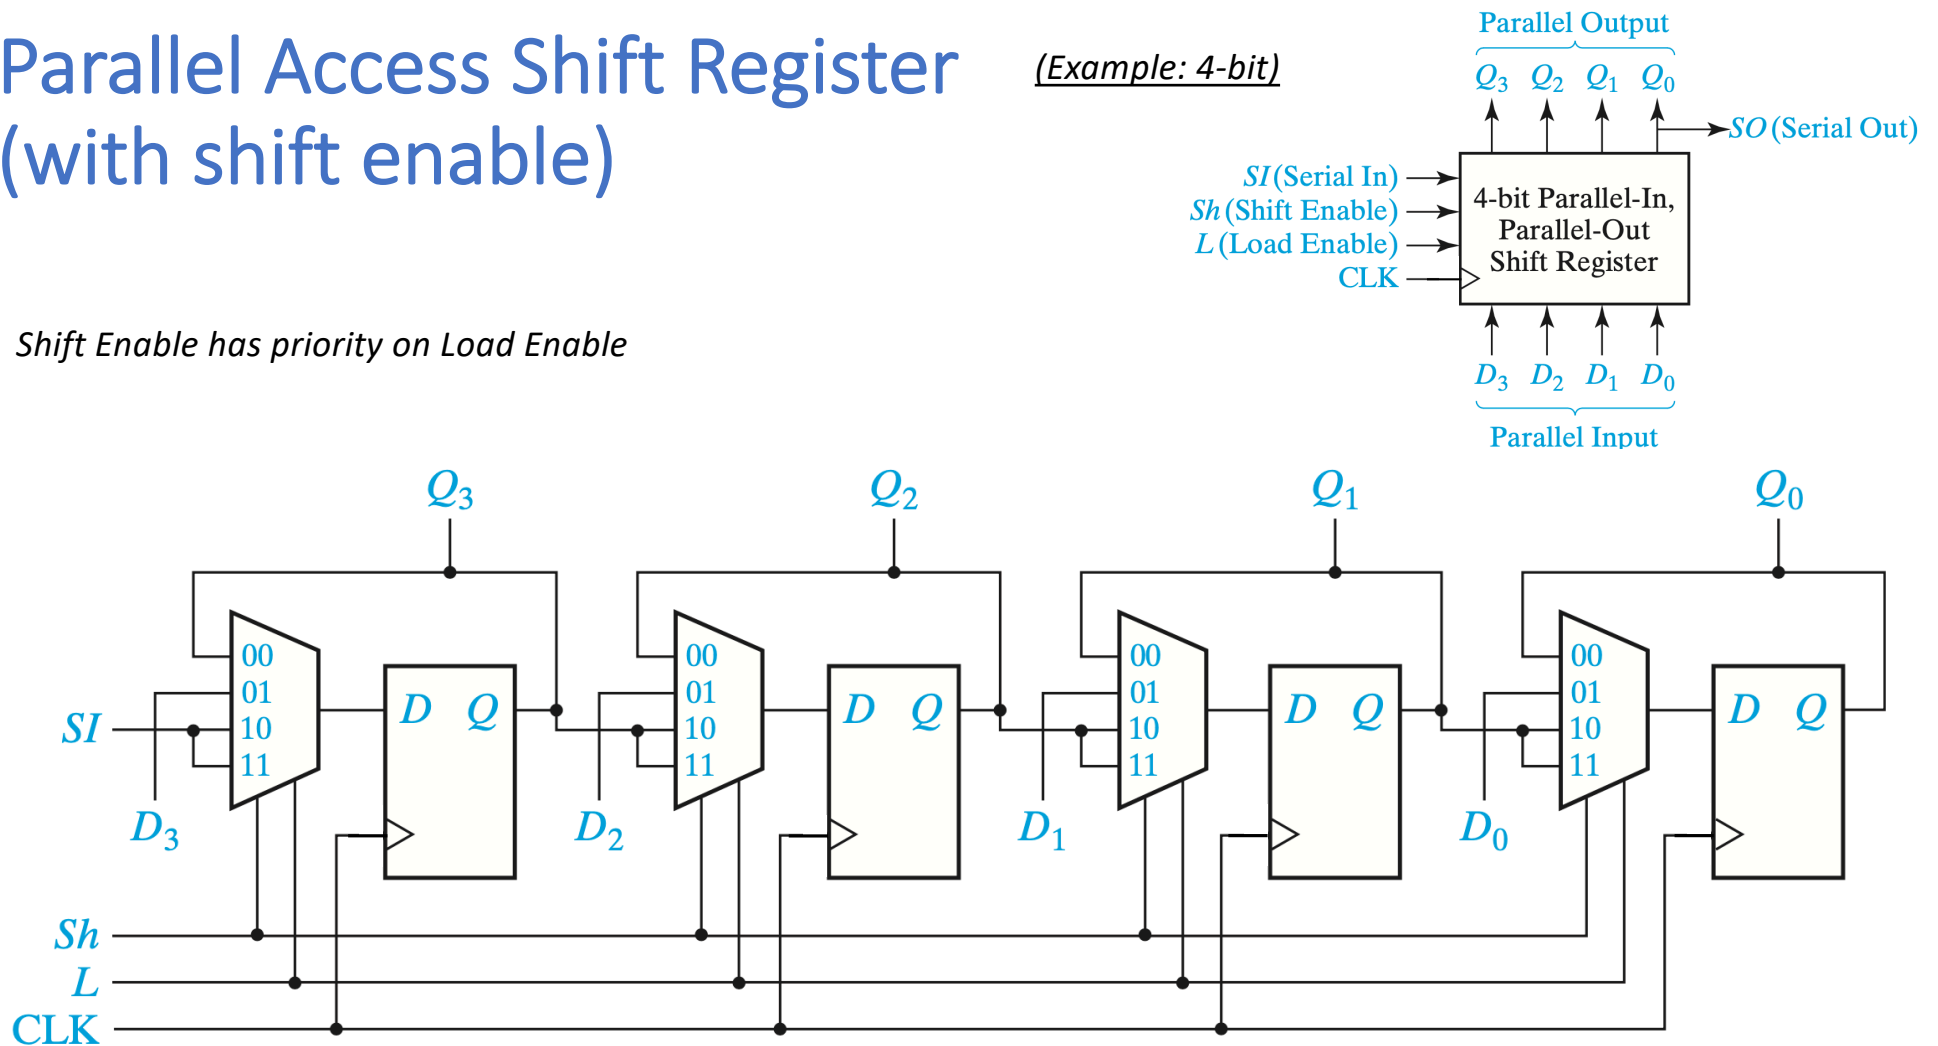 Parallel Access Shift Register
(with shift enable)
(Example: 4-bit)
Shift Enable has priority on Load Enable
Parallel Output
Q3 Q2 Q1 Q0
SO (Serial Out)
SI (Serial In)
Sh (Shift Enable)
L (Load Enable)
CLK
4-bit Parallel-In,
Parallel-Out
Shift Register
D3 D2 D1 D0
Parallel Input
Q3 Q2 Q1 Q0
00 00 00 00
01 01 01 01
D Q D Q D Q D Q
SI 10 10 10 10
11 11 11 11
D3 D2 D1 D0
Sh
L
CLK